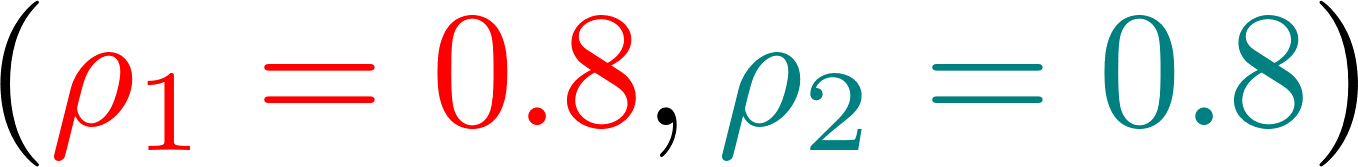 (ρ₁ = 0.8, ρ₂ = 0.8)